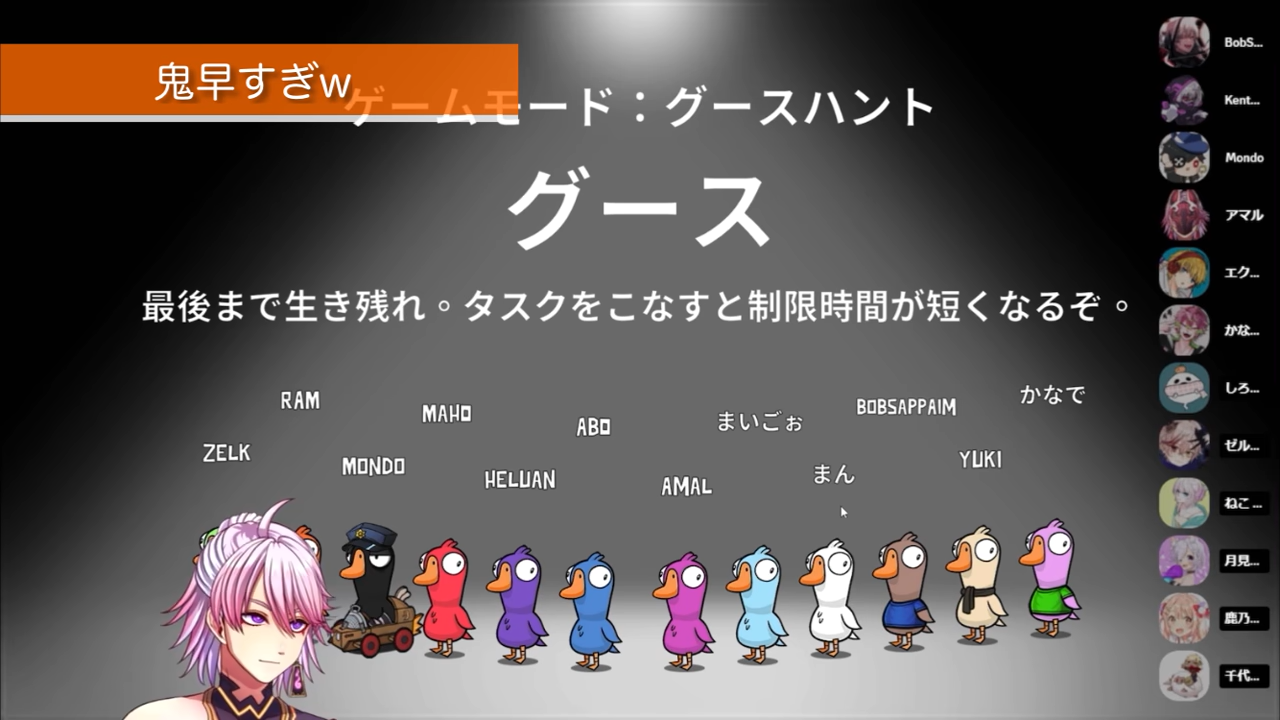 鬼早すぎw
ゲームモード：グースハント
グース
最後まで生き残れ。タスクをこなすと制限時間が短くなるぞ。
RAM
MAHO
ABO
まいごぉ
BOBSAPPAIM
かなで
ZELK
MONDO
HELUAN
AMAL
まん
YUKI
BobS...
Kent...
Mondo
アマル
エク...
かな...
しろ...
ゼル...
ねこ...
月見...
鹿乃...
千代...